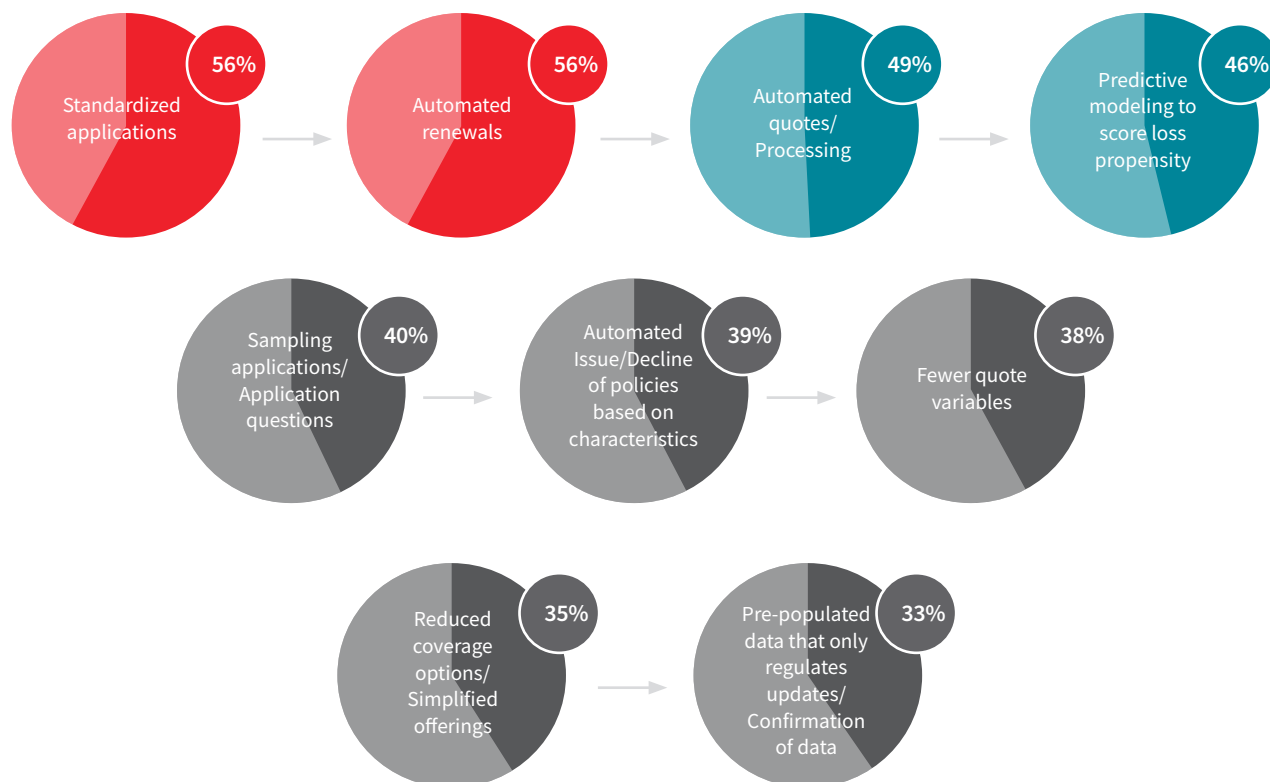 56%
Standardized
applications
56%
Automated
renewals
49%
Automated
quotes/
Processing
46%
Predictive
modeling to
score loss
propensity
40%
Sampling
applications/
Application
questions
39%
Automated
Issue/Decline
of policies
based on
characteristics
38%
Fewer quote
variables
35%
Reduced
coverage
options/
Simplified
offerings
33%
Pre-populated
data that only
regulates
updates/
Confirmation
of data